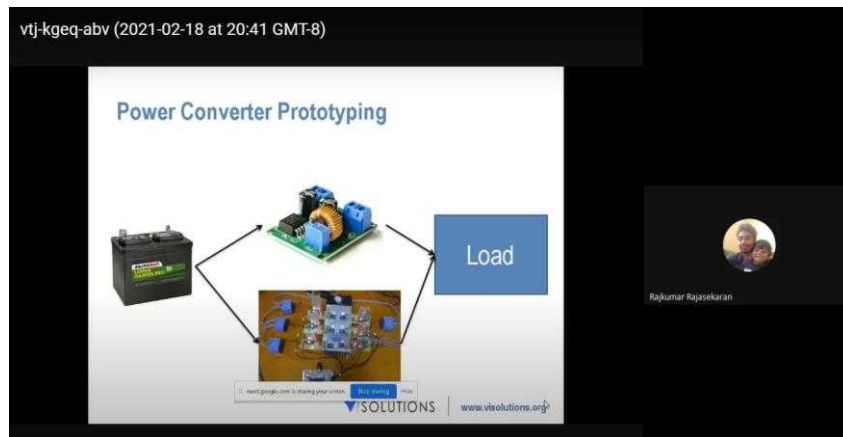 vtj-kgeq-abv (2021-02-18 at 20:41 GMT-8)
Power Converter Prototyping
Load
Rajkumar Rajasekaran
meet.google.com is sharing your screen. Stop sharing Hide
V SOLUTIONS www.visolutions.org